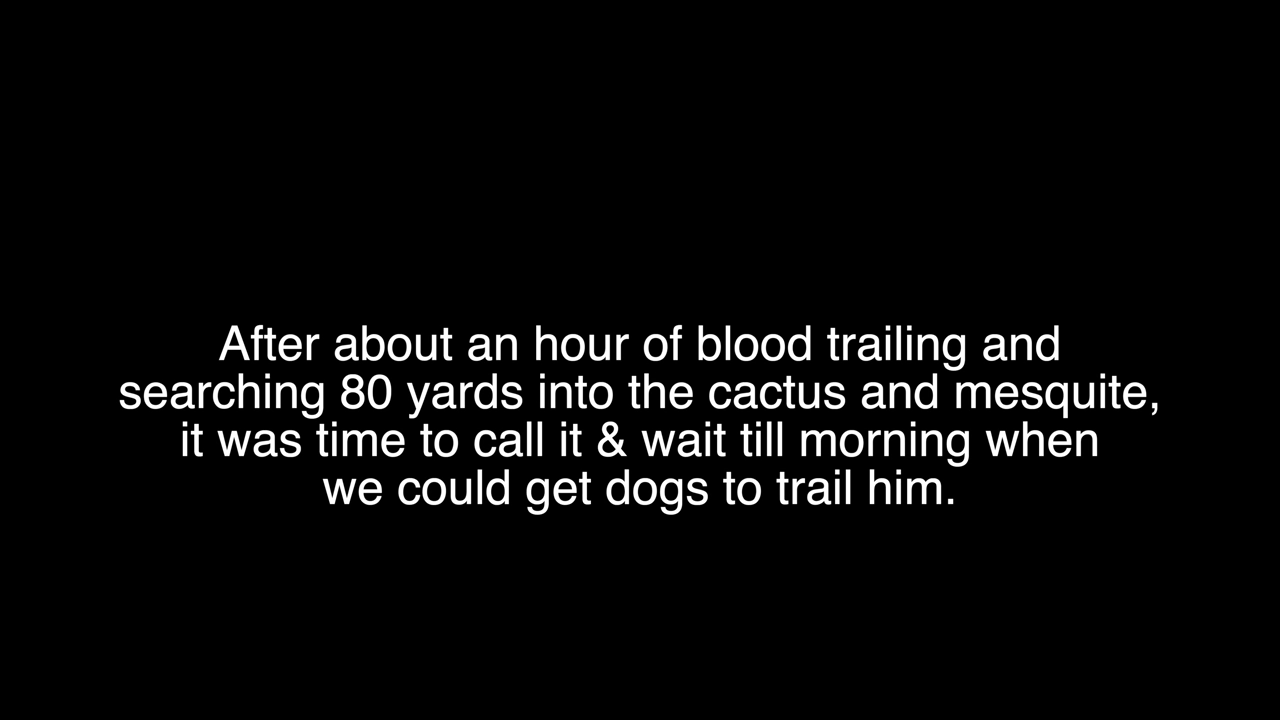 After about an hour of blood trailing and
searching 80 yards into the cactus and mesquite,
it was time to call it & wait till morning when
we could get dogs to trail him.